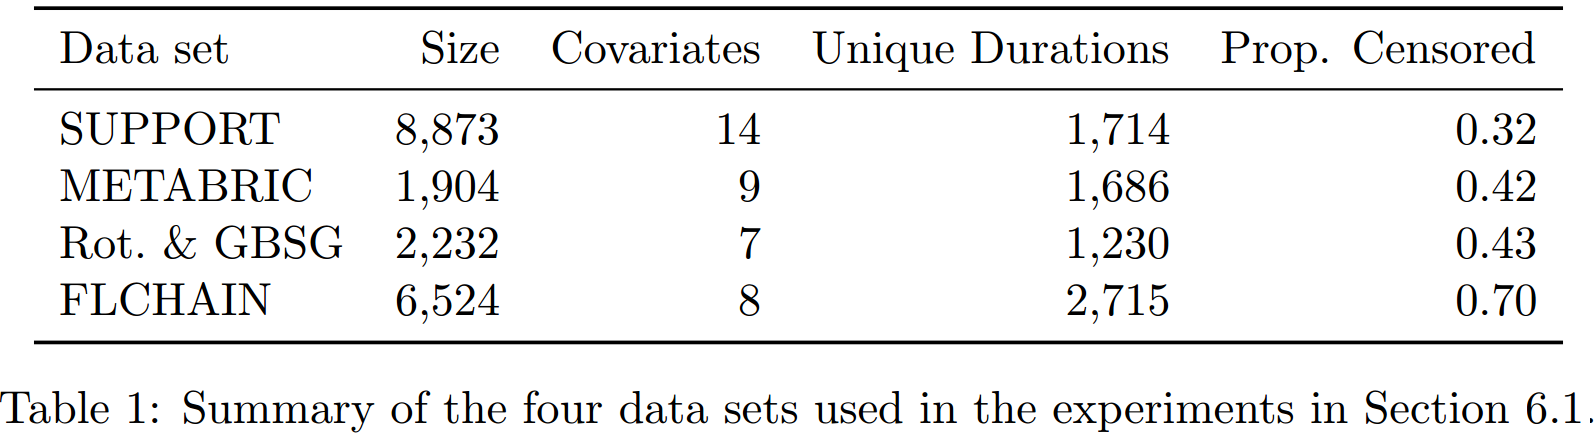 Data set Size Covariates Unique Durations Prop. Censored
SUPPORT 8,873 14 1,714 0.32
METABRIC 1,904 9 1,686 0.42
Rot. & GBSG 2,232 7 1,230 0.43
FLCHAIN 6,524 8 2,715 0.70
Table 1: Summary of the four data sets used in the experiments in Section 6.1.